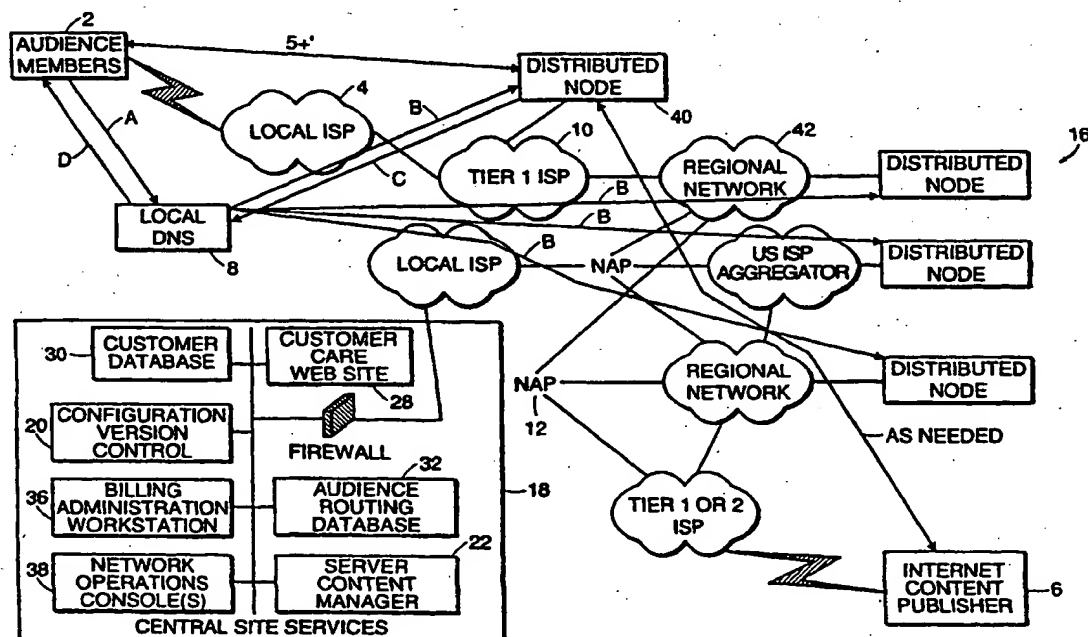 2
AUDIENCE
MEMBERS
5+'
DISTRIBUTED
NODE
40
4
LOCAL ISP
A
D
B
C
10
TIER 1 ISP
42
REGIONAL
NETWORK
16
DISTRIBUTED
NODE
B
B
B
LOCAL
DNS
8
LOCAL ISP
NAP
US ISP
AGGREGATOR
DISTRIBUTED
NODE
NAP
12
REGIONAL
NETWORK
DISTRIBUTED
NODE
AS NEEDED
TIER 1 OR 2
ISP
INTERNET
CONTENT
PUBLISHER
6
30
CUSTOMER
DATABASE
CUSTOMER
CARE
WEB SITE
28
20
CONFIGURATION
VERSION
CONTROL
FIREWALL
32
18
36
BILLING
ADMINISTRATION
WORKSTATION
AUDIENCE
ROUTING
DATABASE
22
38
NETWORK
OPERATIONS
CONSOLE(S)
SERVER
CONTENT
MANAGER
CENTRAL SITE SERVICES